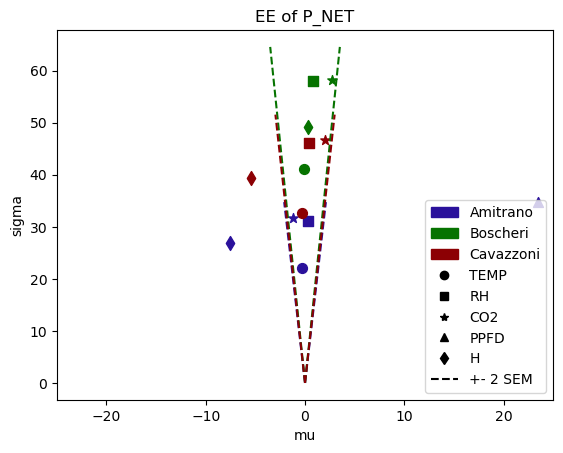 EE of P_NET
sigma
60
50
40
30
20
10
0
−20
−10
0
10
20
mu
Amitrano
Boscheri
Cavazzoni
TEMP
RH
CO2
PPFD
H
+- 2 SEM